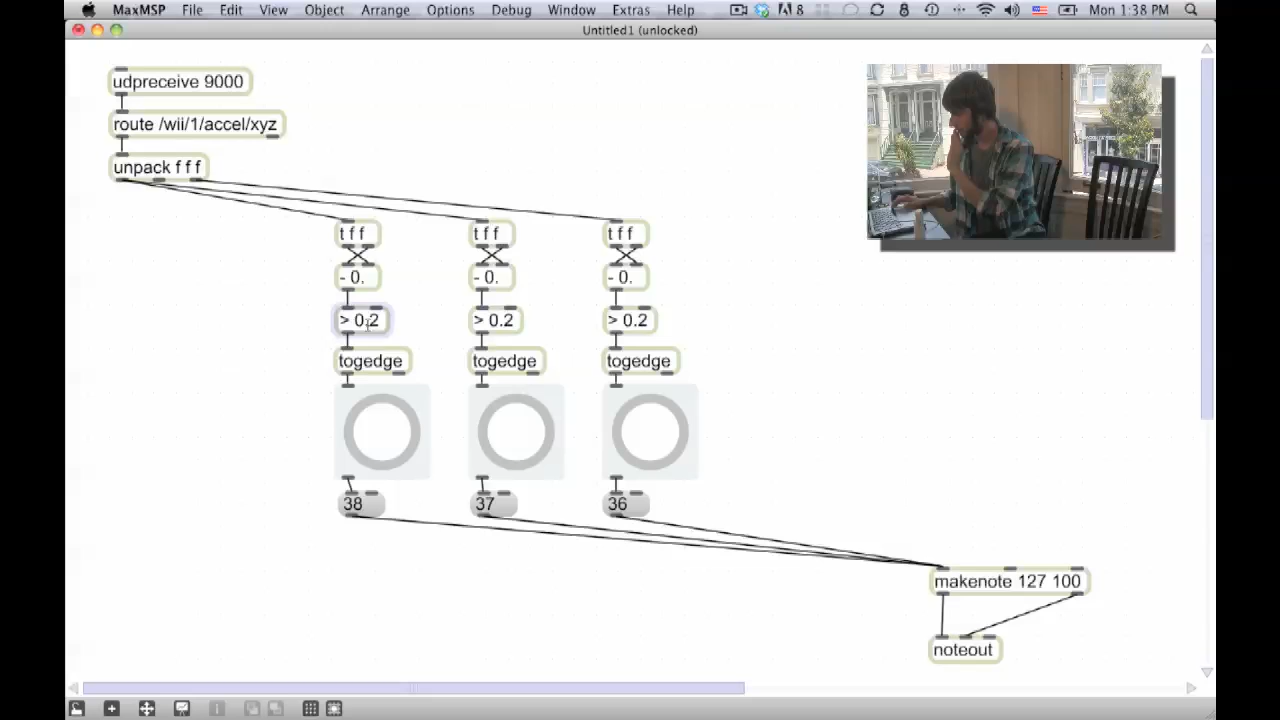 MaxMSP File Edit View Object Arrange Options Debug Window Extras Help 8 Mon 1:38 PM
Untitled1 (unlocked)
udpreceive 9000
route /wii/1/accel/xyz
unpack f f f
t f f t f f t f f
- 0. - 0. - 0.
> 0.2 > 0.2 > 0.2
togedge togedge togedge
38 37 36
makenote 127 100
noteout